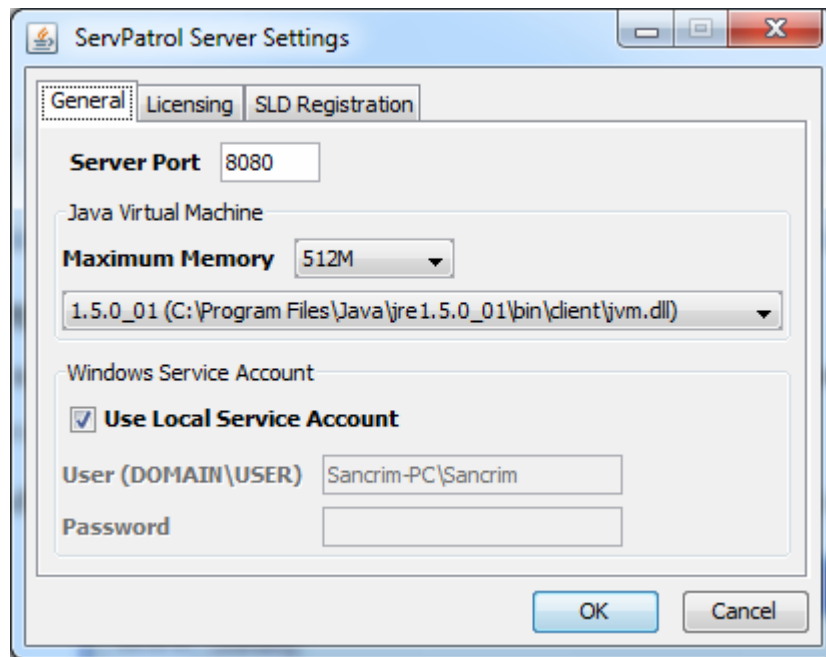 ServPatrol Server Settings
General Licensing SLD Registration
Server Port 8080
Java Virtual Machine
Maximum Memory 512M
1.5.0_01 (C:\Program Files\Java\jre1.5.0_01\bin\client\jvm.dll)
Windows Service Account
Use Local Service Account
User (DOMAIN\USER) Sancrim-PC\Sancrim
Password
OK Cancel